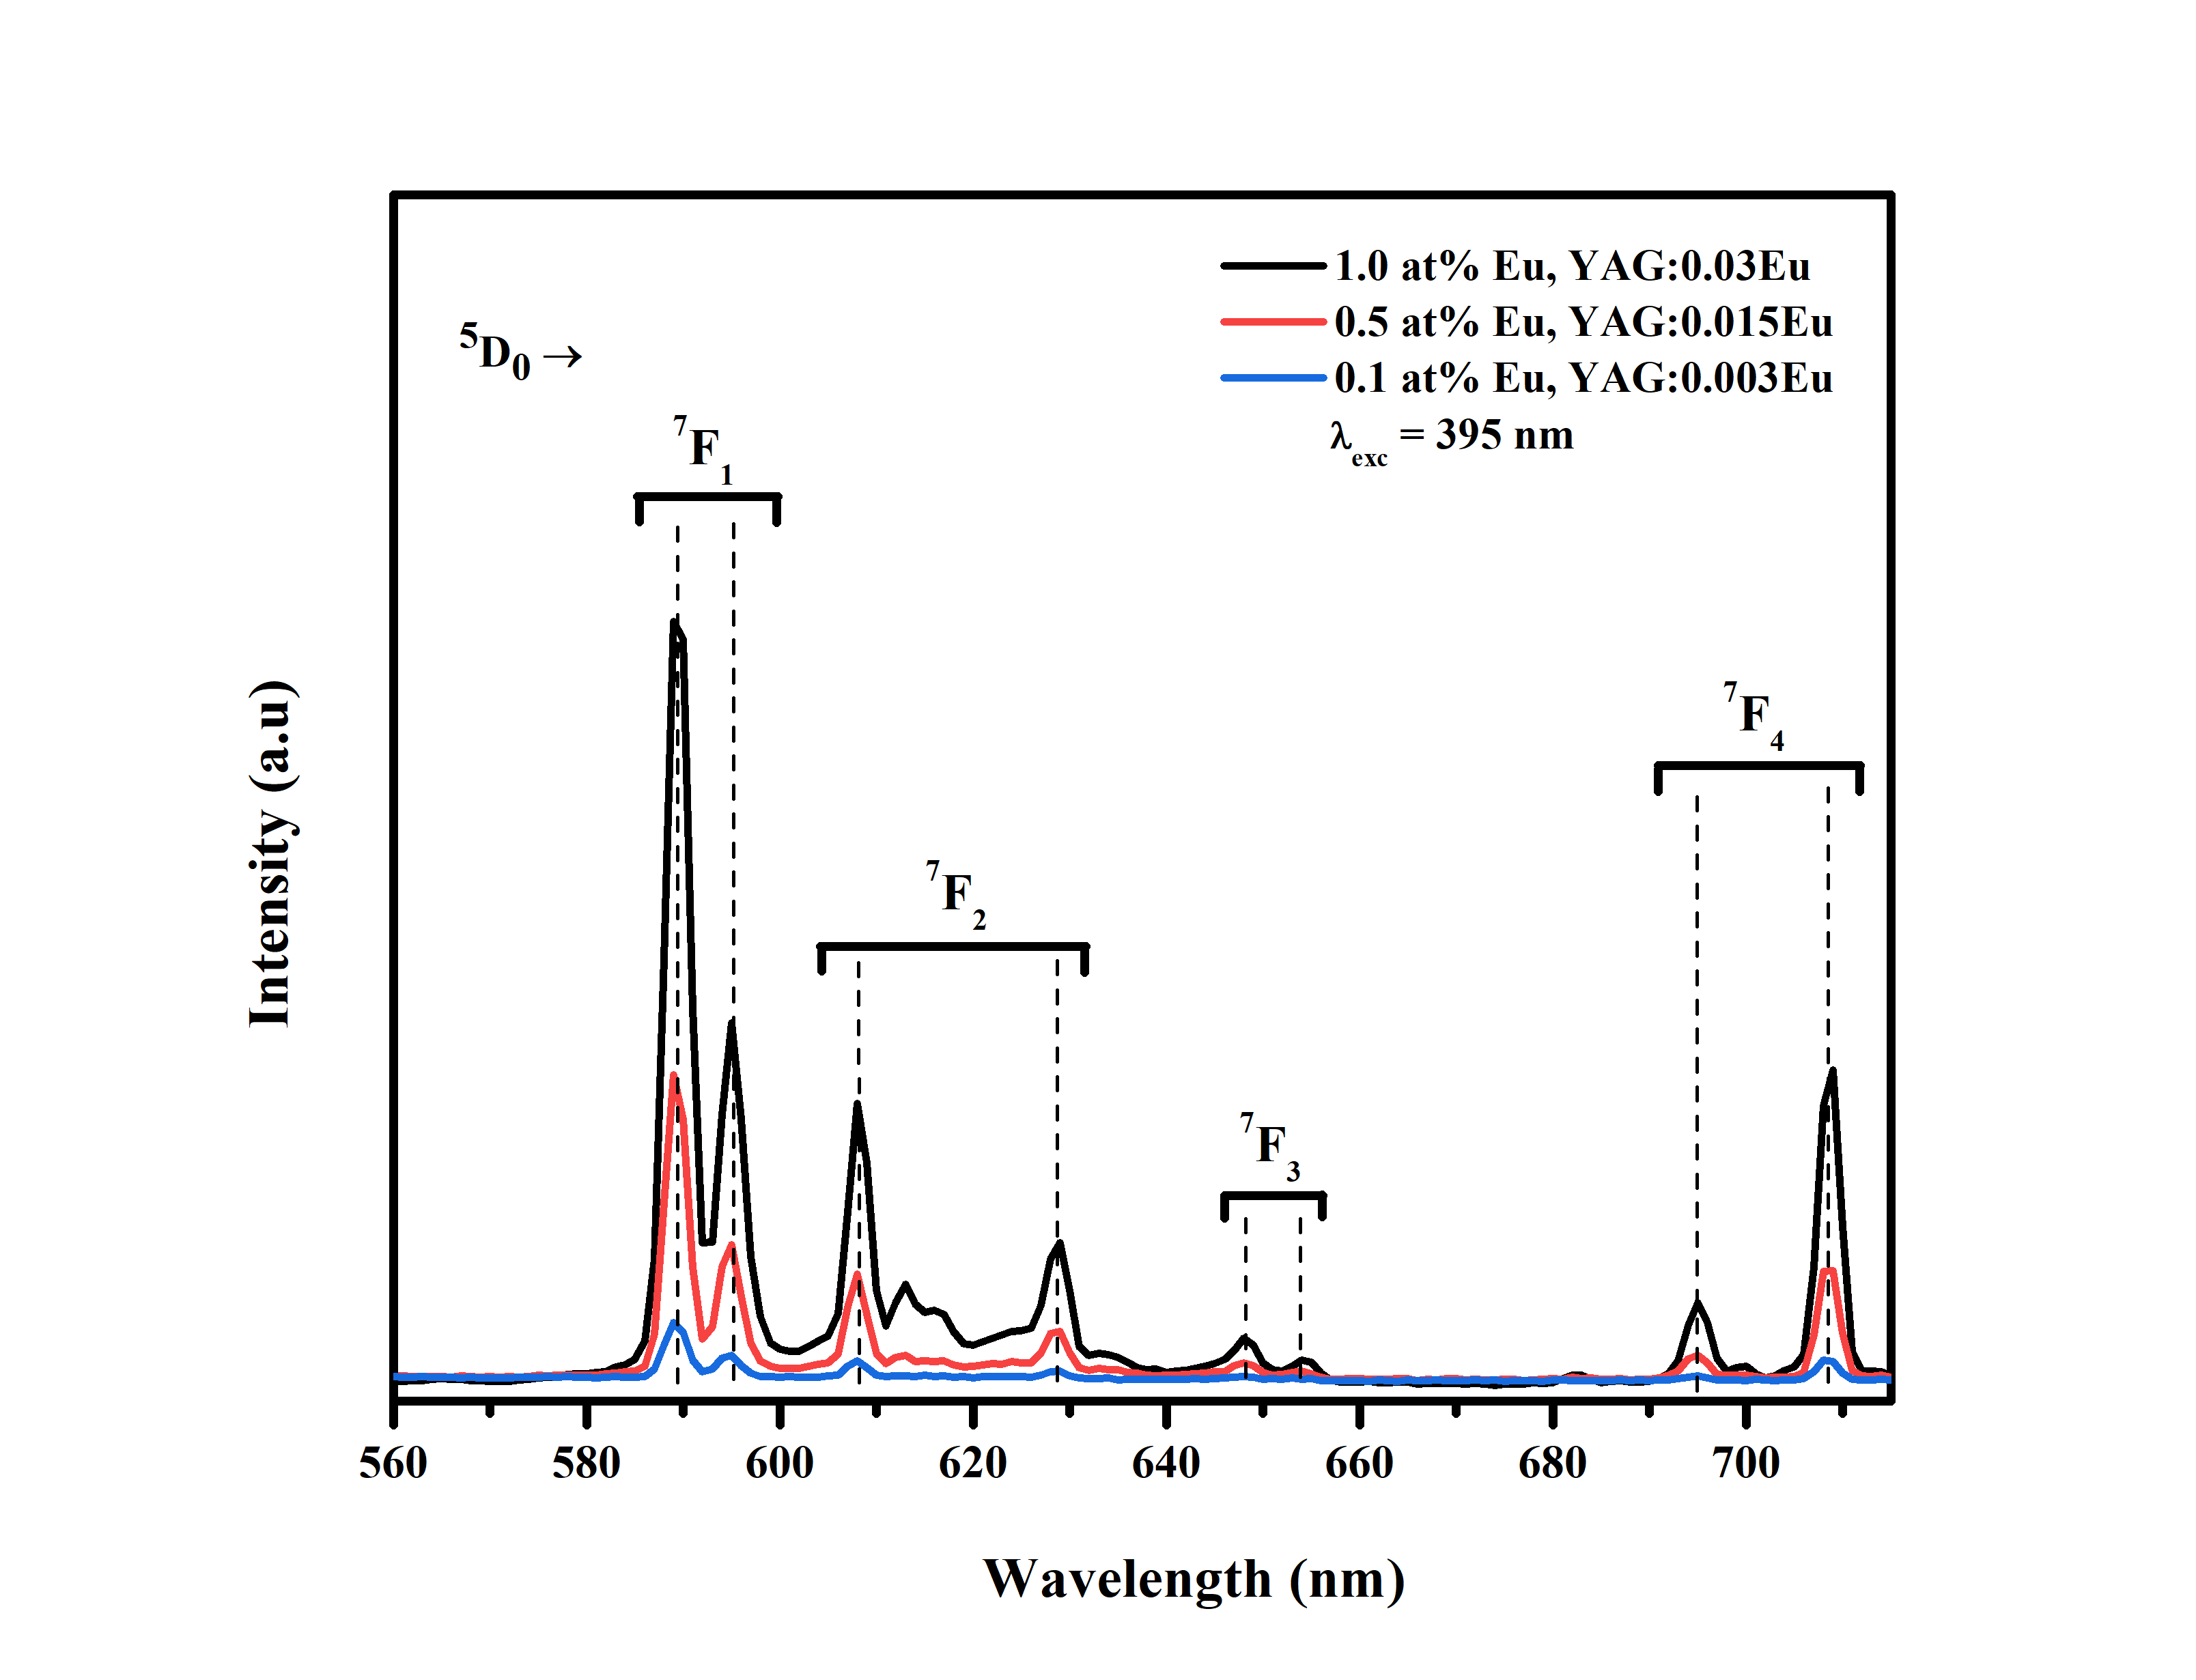 1.0 at% Eu, YAG:0.03Eu
0.5 at% Eu, YAG:0.015Eu
0.1 at% Eu, YAG:0.003Eu
λexc = 395 nm
⁵D₀ →
⁷F₁
⁷F₂
⁷F₃
⁷F₄
Intensity (a.u)
560 580 600 620 640 660 680 700
Wavelength (nm)